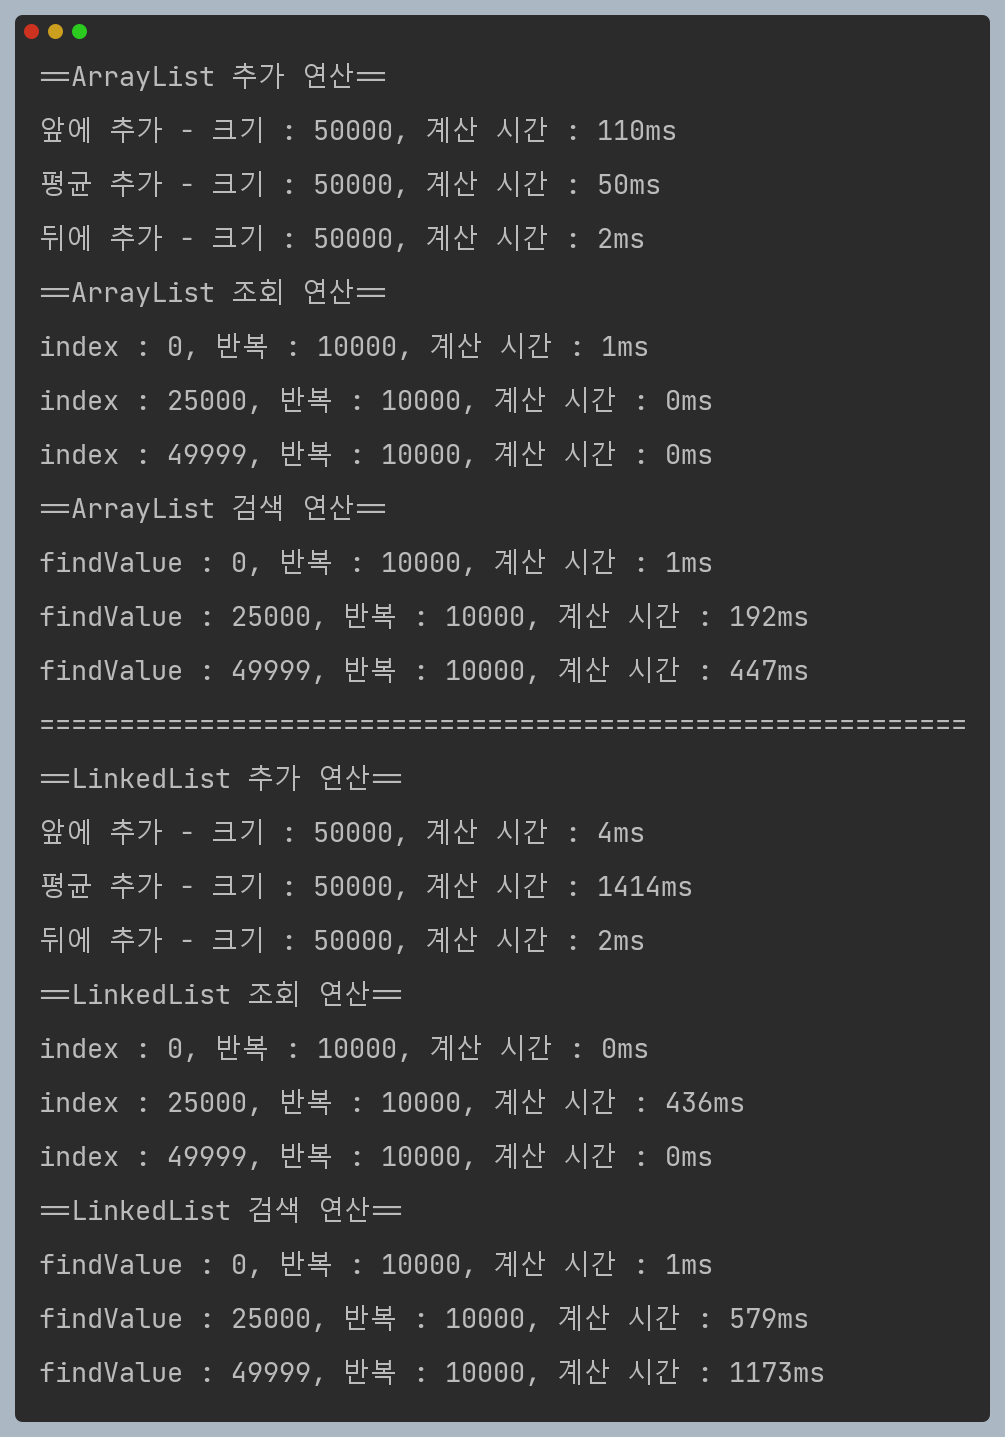 ==ArrayList 추가 연산==
앞에 추가 - 크기 : 50000, 계산 시간 : 110ms
평균 추가 - 크기 : 50000, 계산 시간 : 50ms
뒤에 추가 - 크기 : 50000, 계산 시간 : 2ms
==ArrayList 조회 연산==
index : 0, 반복 : 10000, 계산 시간 : 1ms
index : 25000, 반복 : 10000, 계산 시간 : 0ms
index : 49999, 반복 : 10000, 계산 시간 : 0ms
==ArrayList 검색 연산==
findValue : 0, 반복 : 10000, 계산 시간 : 1ms
findValue : 25000, 반복 : 10000, 계산 시간 : 192ms
findValue : 49999, 반복 : 10000, 계산 시간 : 447ms
==========================================================
==LinkedList 추가 연산==
앞에 추가 - 크기 : 50000, 계산 시간 : 4ms
평균 추가 - 크기 : 50000, 계산 시간 : 1414ms
뒤에 추가 - 크기 : 50000, 계산 시간 : 2ms
==LinkedList 조회 연산==
index : 0, 반복 : 10000, 계산 시간 : 0ms
index : 25000, 반복 : 10000, 계산 시간 : 436ms
index : 49999, 반복 : 10000, 계산 시간 : 0ms
==LinkedList 검색 연산==
findValue : 0, 반복 : 10000, 계산 시간 : 1ms
findValue : 25000, 반복 : 10000, 계산 시간 : 579ms
findValue : 49999, 반복 : 10000, 계산 시간 : 1173ms